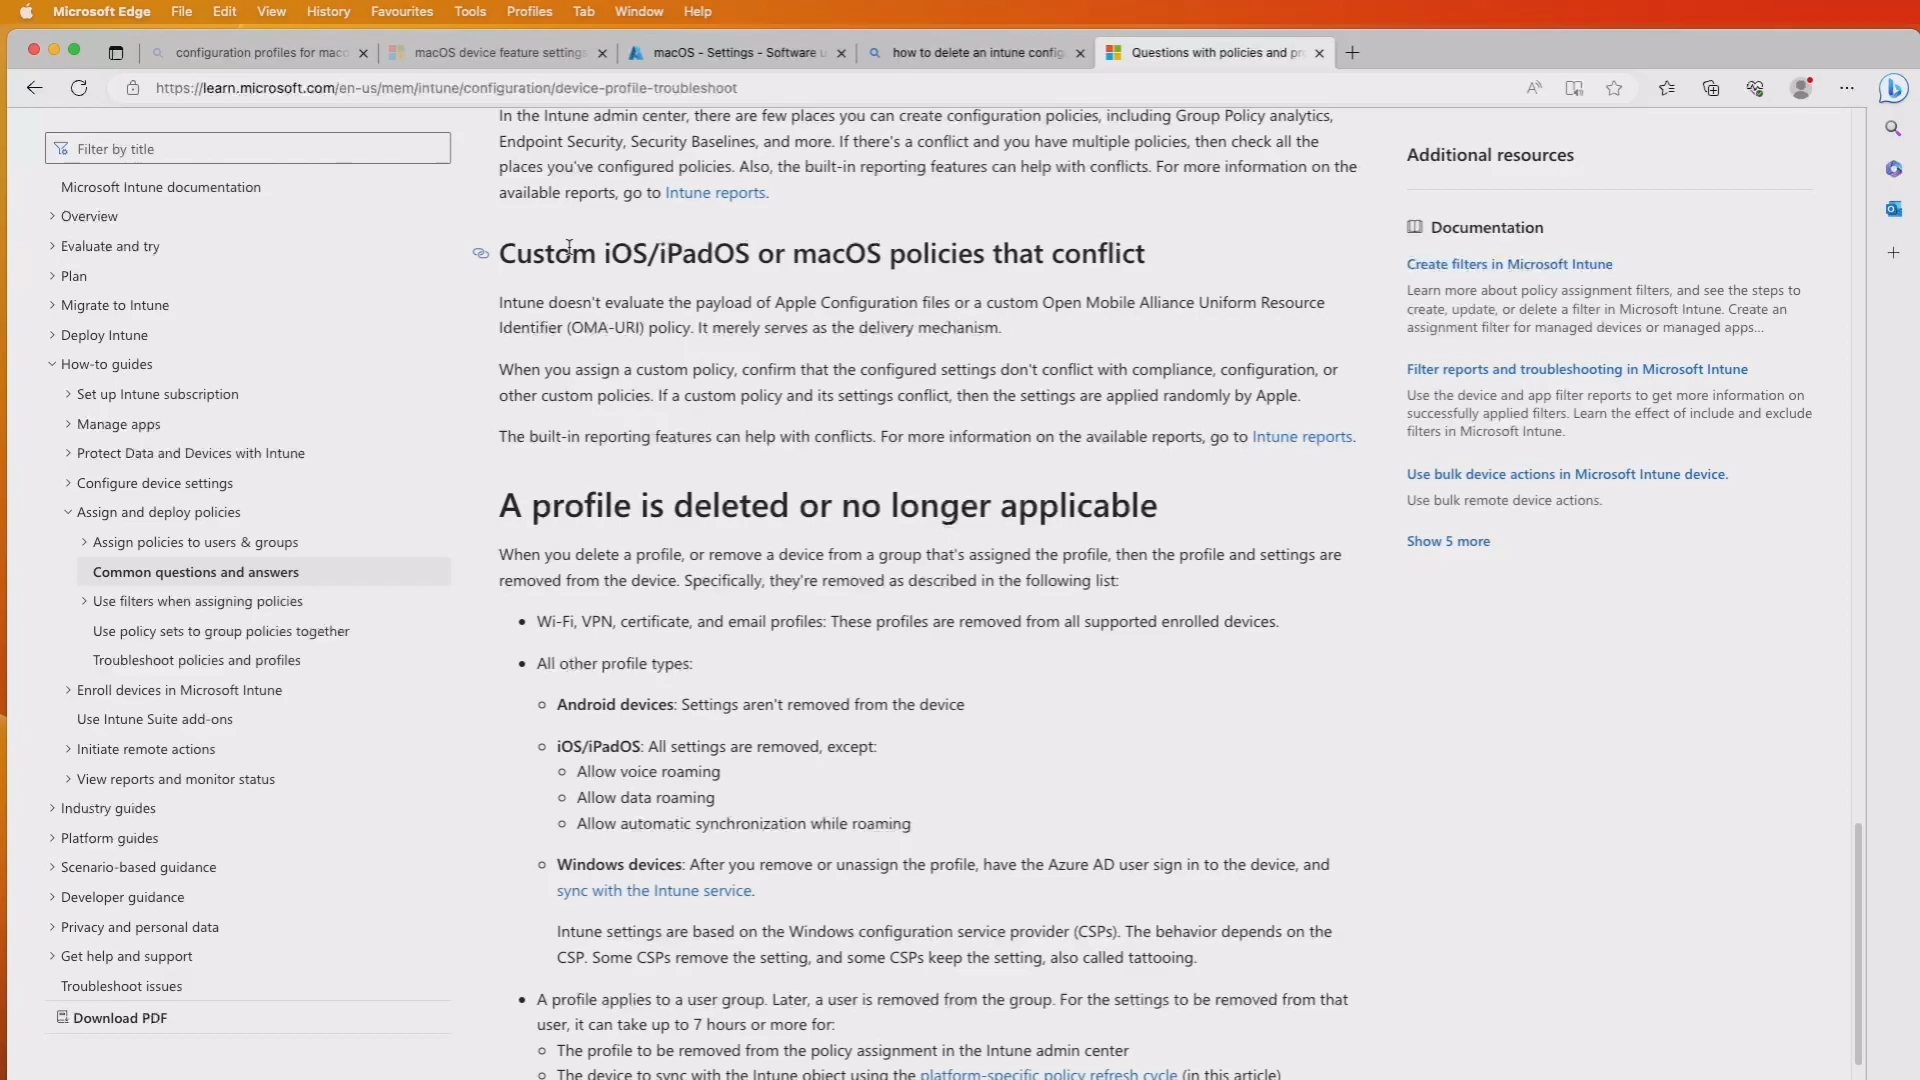 Microsoft Edge File Edit View History Favourites Tools Profiles Tab Window Help
configuration profiles for maco
macOS device feature settings
macOS - Settings - Software u
how to delete an intune config
Questions with policies and pr
https://learn.microsoft.com/en-us/mem/intune/configuration/device-profile-troubleshoot
Filter by title
Microsoft Intune documentation
Overview
Evaluate and try
Plan
Migrate to Intune
Deploy Intune
How-to guides
Set up Intune subscription
Manage apps
Protect Data and Devices with Intune
Configure device settings
Assign and deploy policies
Assign policies to users & groups
Common questions and answers
Use filters when assigning policies
Use policy sets to group policies together
Troubleshoot policies and profiles
Enroll devices in Microsoft Intune
Use Intune Suite add-ons
Initiate remote actions
View reports and monitor status
Industry guides
Platform guides
Scenario-based guidance
Developer guidance
Privacy and personal data
Get help and support
Troubleshoot issues
Download PDF
In the Intune admin center, there are few places you can create configuration policies, including Group Policy analytics,
Endpoint Security, Security Baselines, and more. If there's a conflict and you have multiple policies, then check all the
places you've configured policies. Also, the built-in reporting features can help with conflicts. For more information on the
available reports, go to Intune reports.
Custom iOS/iPadOS or macOS policies that conflict
Intune doesn't evaluate the payload of Apple Configuration files or a custom Open Mobile Alliance Uniform Resource
Identifier (OMA-URI) policy. It merely serves as the delivery mechanism.
When you assign a custom policy, confirm that the configured settings don't conflict with compliance, configuration, or
other custom policies. If a custom policy and its settings conflict, then the settings are applied randomly by Apple.
The built-in reporting features can help with conflicts. For more information on the available reports, go to Intune reports.
A profile is deleted or no longer applicable
When you delete a profile, or remove a device from a group that's assigned the profile, then the profile and settings are
removed from the device. Specifically, they're removed as described in the following list:
Wi-Fi, VPN, certificate, and email profiles: These profiles are removed from all supported enrolled devices.
All other profile types:
Android devices: Settings aren't removed from the device
iOS/iPadOS: All settings are removed, except:
Allow voice roaming
Allow data roaming
Allow automatic synchronization while roaming
Windows devices: After you remove or unassign the profile, have the Azure AD user sign in to the device, and
sync with the Intune service.
Intune settings are based on the Windows configuration service provider (CSPs). The behavior depends on the
CSP. Some CSPs remove the setting, and some CSPs keep the setting, also called tattooing.
A profile applies to a user group. Later, a user is removed from the group. For the settings to be removed from that
user, it can take up to 7 hours or more for:
The profile to be removed from the policy assignment in the Intune admin center
The device to sync with the Intune object using the platform-specific policy refresh cycle (in this article)
Additional resources
Documentation
Create filters in Microsoft Intune
Learn more about policy assignment filters, and see the steps to
create, update, or delete a filter in Microsoft Intune. Create an
assignment filter for managed devices or managed apps...
Filter reports and troubleshooting in Microsoft Intune
Use the device and app filter reports to get more information on
successfully applied filters. Learn the effect of include and exclude
filters in Microsoft Intune.
Use bulk device actions in Microsoft Intune device.
Use bulk remote device actions.
Show 5 more